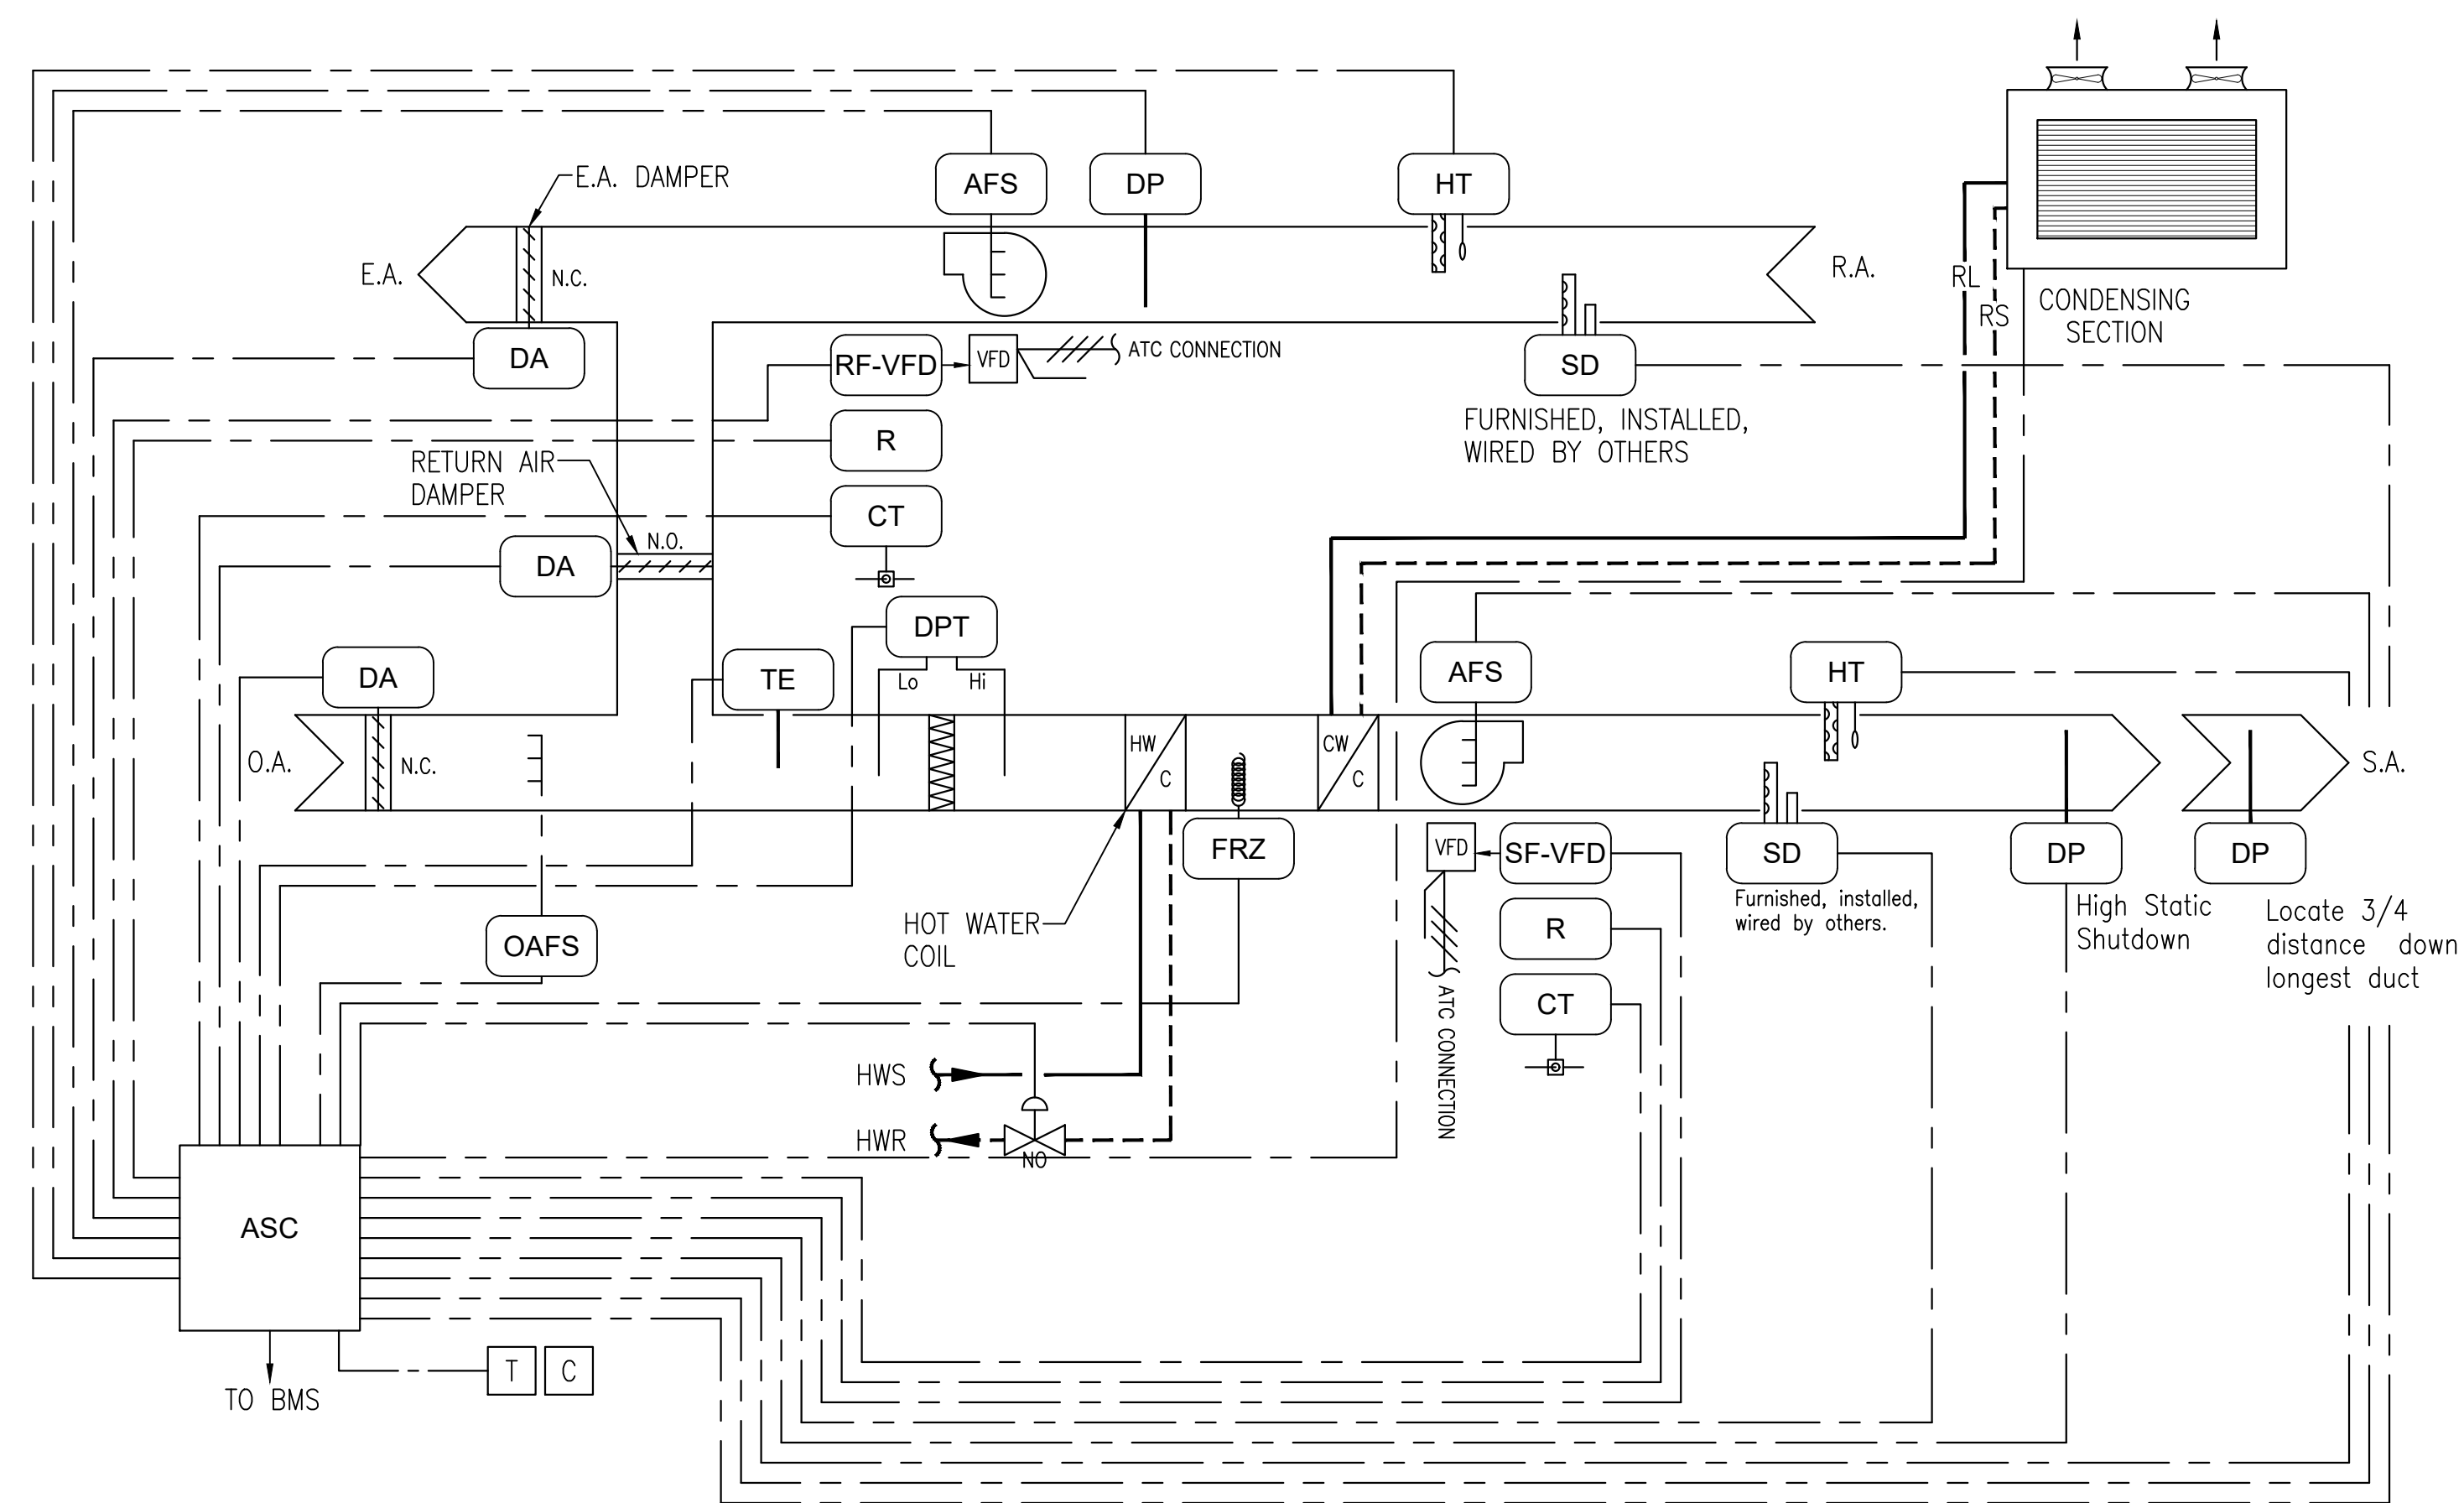 E.A. DAMPER
AFS
DP
HT
E.A.
N.C.
R.A.
RL
RS
CONDENSING
SECTION
DA
RF-VFD
VFD
ATC CONNECTION
SD
FURNISHED, INSTALLED,
WIRED BY OTHERS
R
RETURN AIR
DAMPER
CT
N.O.
DA
DPT
Lo
Hi
DA
TE
AFS
HT
O.A.
N.C.
HW
C
CW
C
S.A.
FRZ
VFD
SF-VFD
SD
DP
DP
Furnished, installed,
wired by others.
High Static
Shutdown
Locate 3/4
distance down
longest duct
HOT WATER
COIL
OAFS
R
CT
ATC CONNECTION
HWS
HWR
NO
ASC
T
C
TO BMS